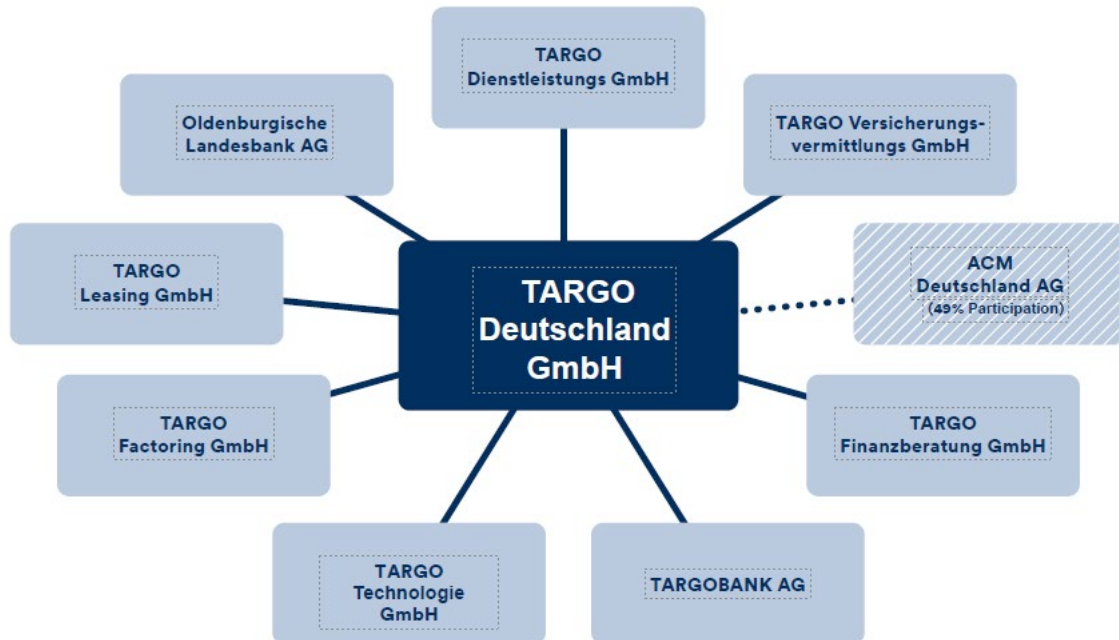 TARGO
Dienstleistungs GmbH
Oldenburgische
Landesbank AG
TARGO Versicherungs-
vermittlungs GmbH
TARGO
Leasing GmbH
TARGO
Deutschland
GmbH
ACM
Deutschland AG
(49% Participation)
TARGO
Factoring GmbH
TARGO
Finanzberatung GmbH
TARGO
Technologie
GmbH
TARGOBANK AG